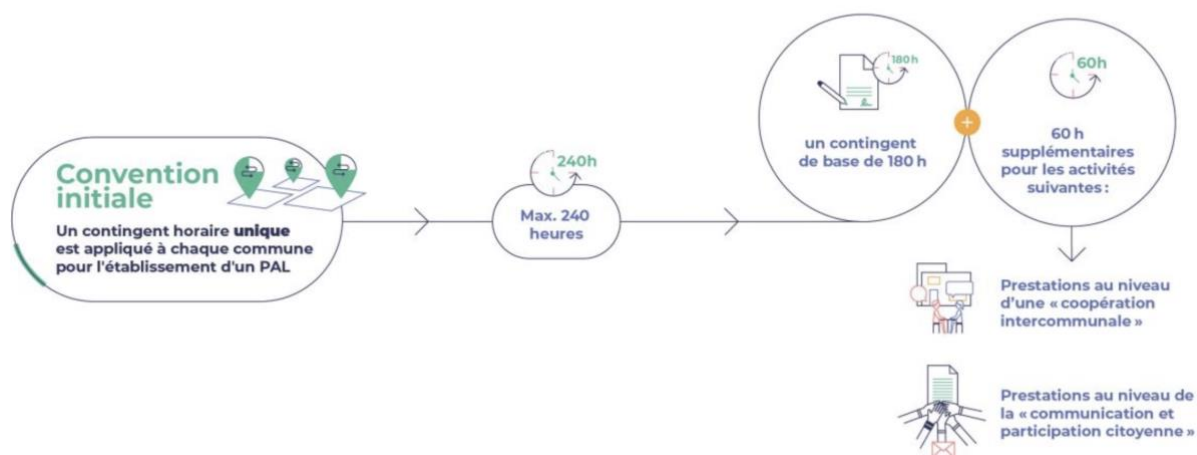 Convention
initiale
Un contingent horaire unique
est appliqué à chaque commune
pour l'établissement d'un PAL
240h
Max. 240
heures
180h
un contingent
de base de 180 h
+
60h
60 h
supplémentaires
pour les activités
suivantes :
Prestations au niveau
d'une « coopération
intercommunale »
Prestations au niveau de
la « communication et
participation citoyenne »